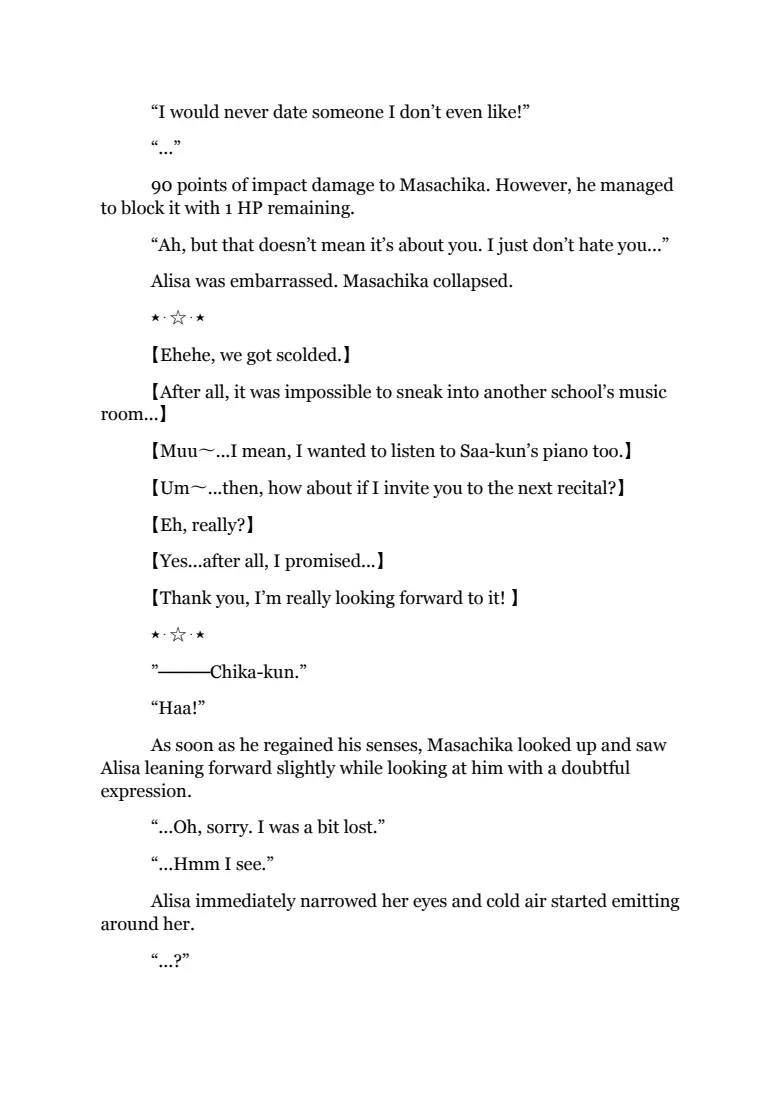 “I would never date someone I don’t even like!”
“...”
90 points of impact damage to Masachika. However, he managed
to block it with 1 HP remaining.
“Ah, but that doesn’t mean it’s about you. I just don’t hate you...”
Alisa was embarrassed. Masachika collapsed.
⋆·☆·⋆
【Ehehe, we got scolded.】
【After all, it was impossible to sneak into another school’s music
room...】
【Muu～...I mean, I wanted to listen to Saa-kun’s piano too.】
【Um～...then, how about if I invite you to the next recital?】
【Eh, really?】
【Yes...after all, I promised...】
【Thank you, I’m really looking forward to it! 】
⋆·☆·⋆
”———Chika-kun.”
“Haa!”
As soon as he regained his senses, Masachika looked up and saw
Alisa leaning forward slightly while looking at him with a doubtful
expression.
“...Oh, sorry. I was a bit lost.”
“...Hmm I see.”
Alisa immediately narrowed her eyes and cold air started emitting
around her.
“...?”